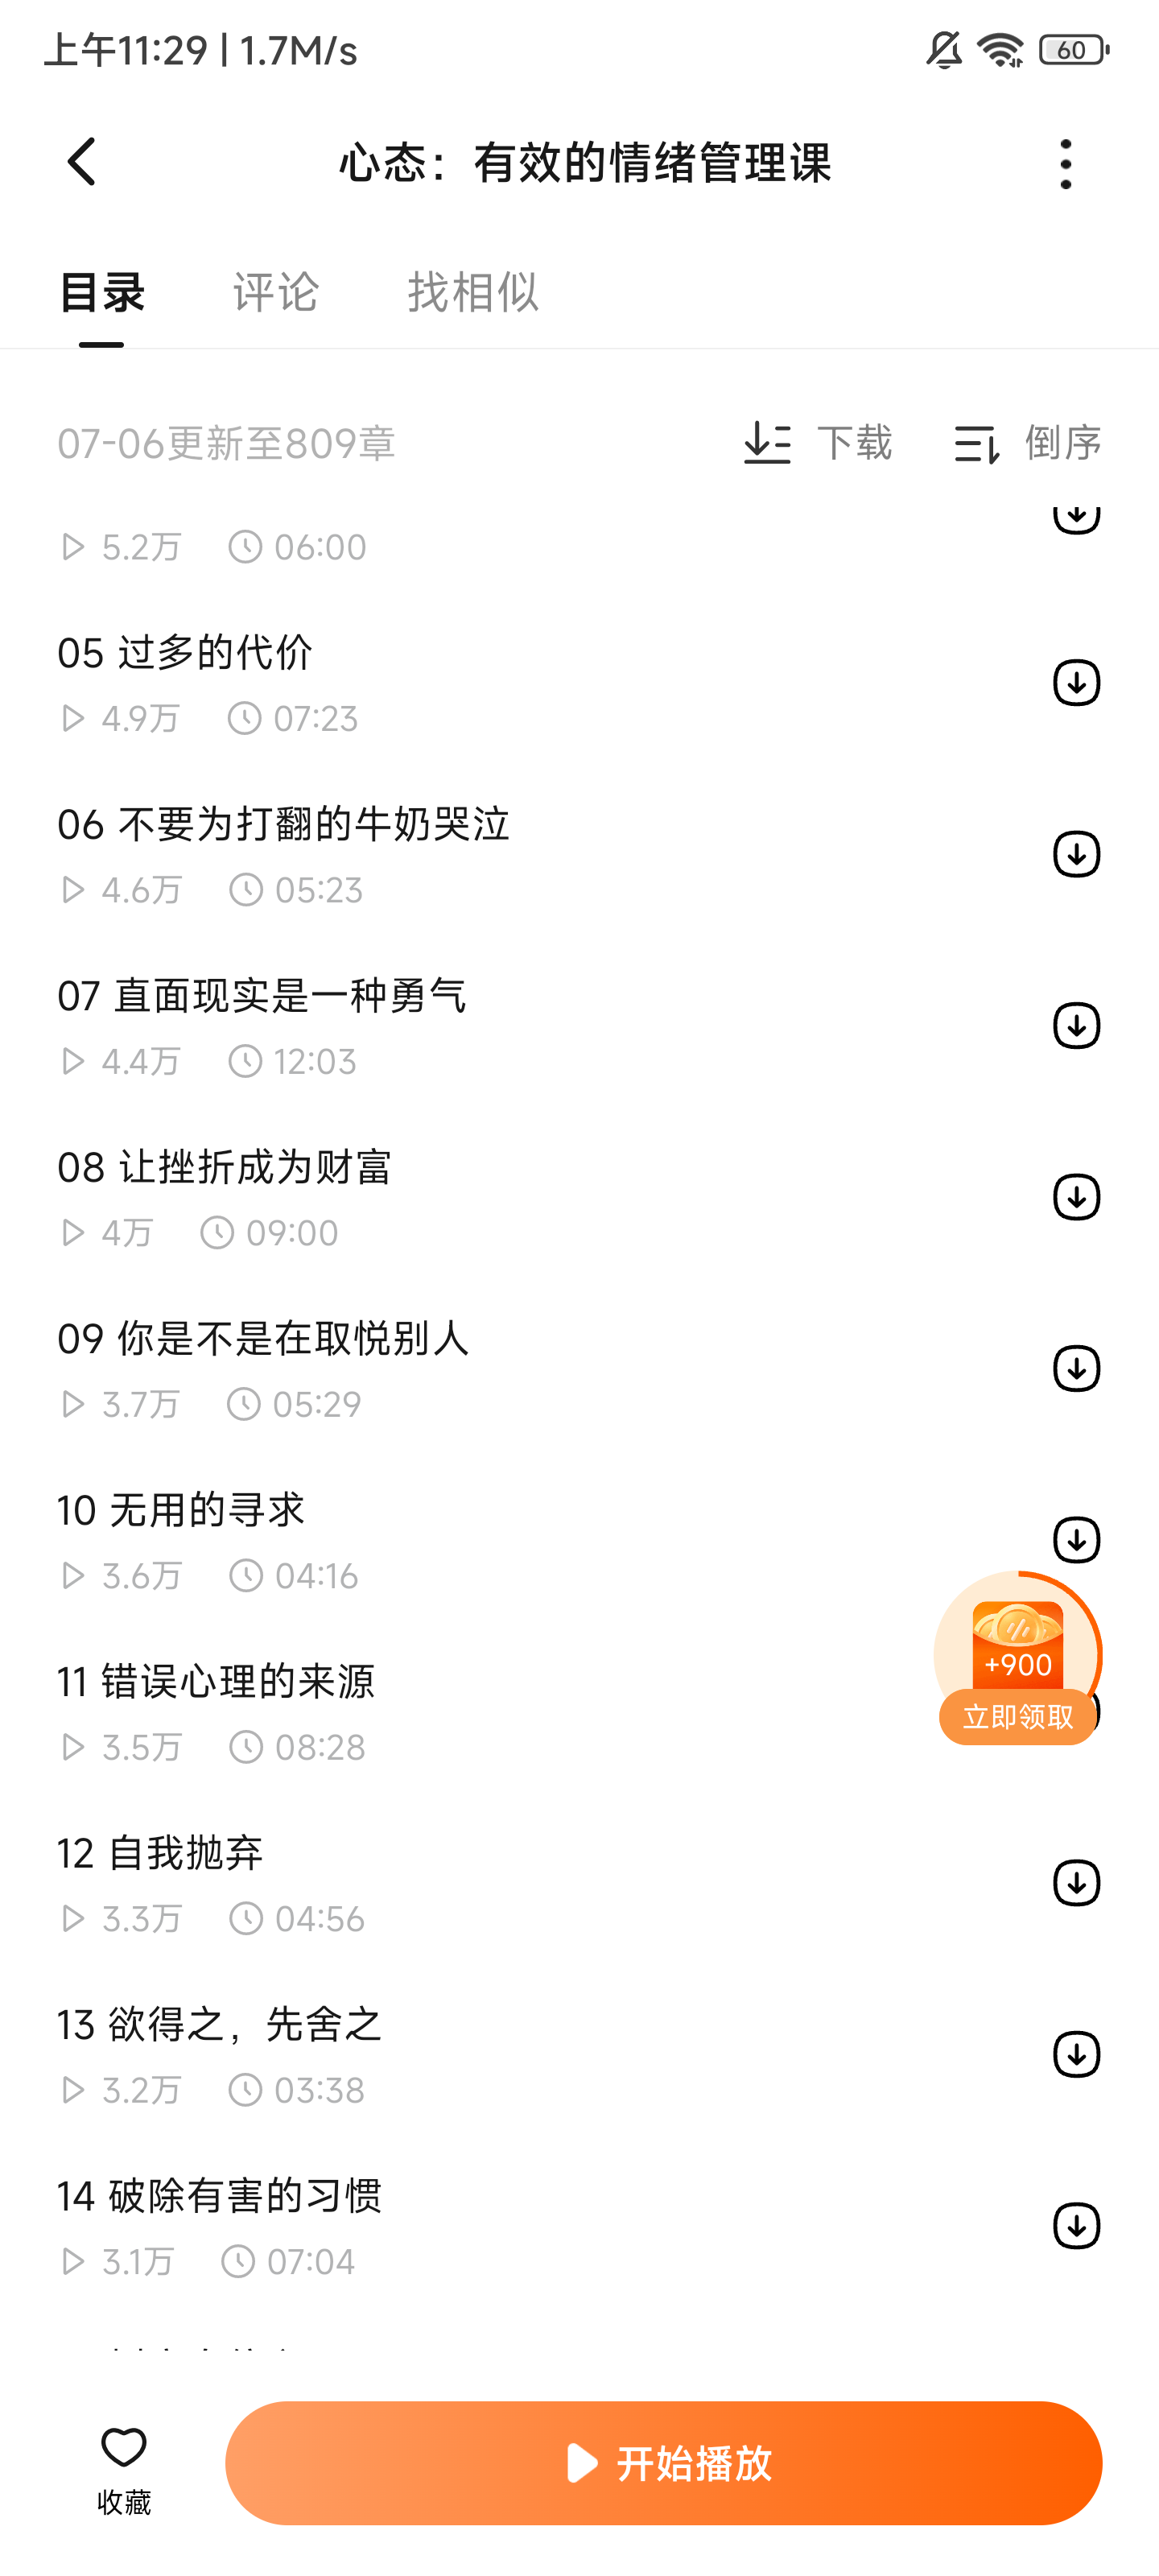 上午11:29 | 1.7M/s
60
心态：有效的情绪管理课
目录 评论 找相似
07-06更新至809章 下载 倒序
5.2万 06:00
05 过多的代价
4.9万 07:23
06 不要为打翻的牛奶哭泣
4.6万 05:23
07 直面现实是一种勇气
4.4万 12:03
08 让挫折成为财富
4万 09:00
09 你是不是在取悦别人
3.7万 05:29
10 无用的寻求
3.6万 04:16
+900
立即领取
11 错误心理的来源
3.5万 08:28
12 自我抛弃
3.3万 04:56
13 欲得之，先舍之
3.2万 03:38
14 破除有害的习惯
3.1万 07:04
收藏
开始播放